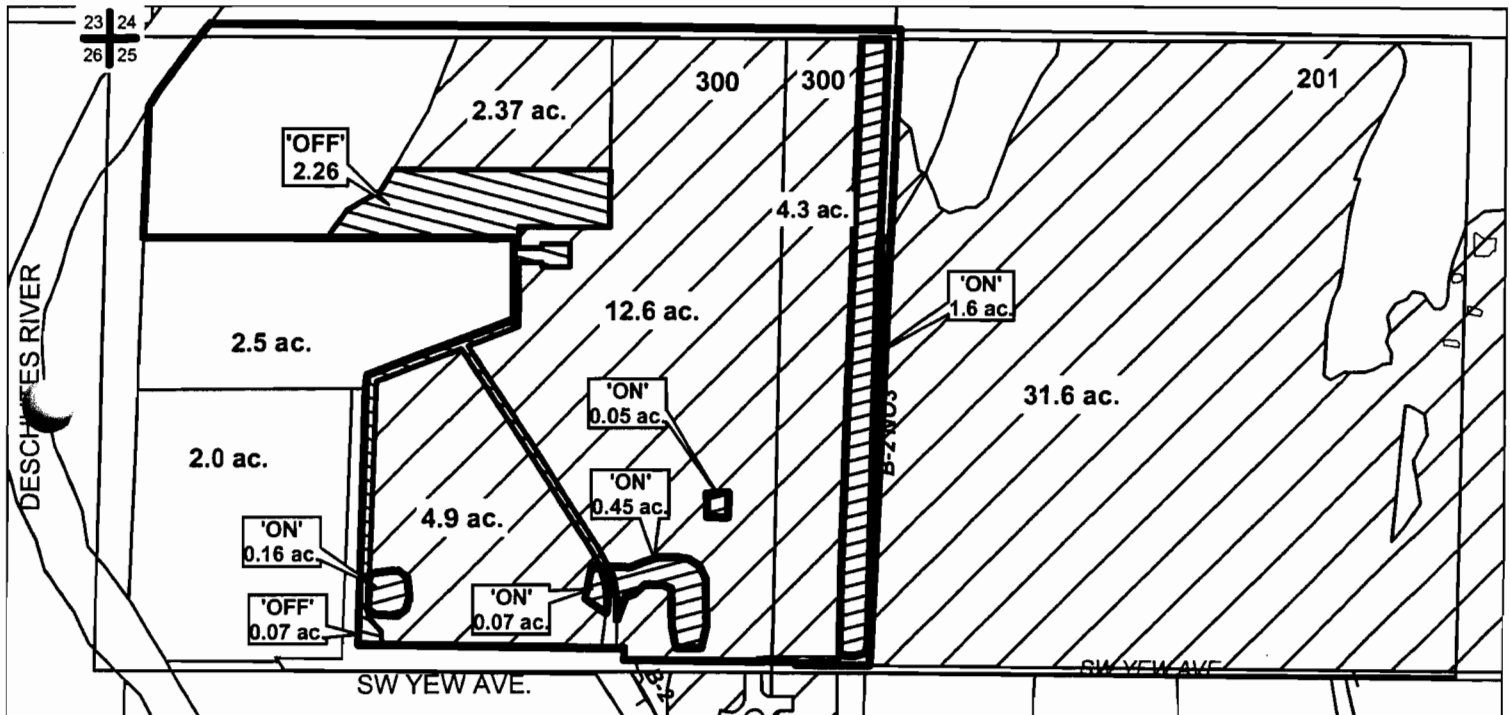 23 24
26 25
300
300
201
2.37 ac.
'OFF'
2.26
4.3 ac.
DESCHUTES RIVER
2.5 ac.
12.6 ac.
'ON'
1.6 ac.
31.6 ac.
'ON'
0.05 ac.
2.0 ac.
'ON'
0.45 ac.
4.9 ac.
'ON'
0.16 ac.
'OFF'
0.07 ac.
'ON'
0.07 ac.
SW YEW AVE.
B-2
SW YEW AVE